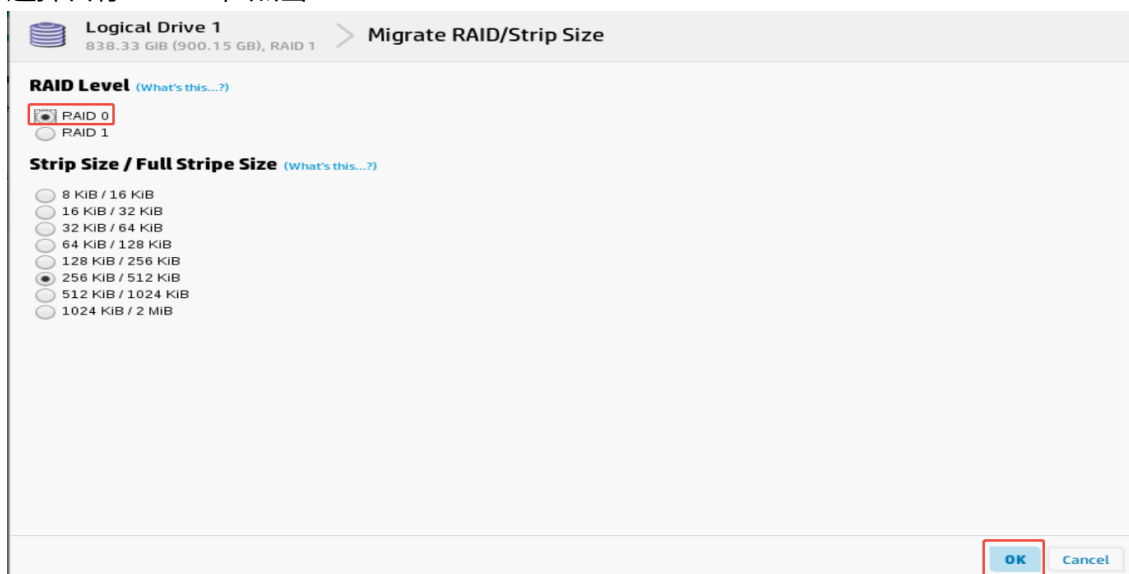 Logical Drive 1
838.33 GiB (900.15 GB), RAID 1
Migrate RAID/Strip Size
RAID Level (What's this...?)
RAID 0
RAID 1
Strip Size / Full Stripe Size (What's this...?)
8 KiB / 16 KiB
16 KiB / 32 KiB
32 KiB / 64 KiB
64 KiB / 128 KiB
128 KiB / 256 KiB
256 KiB / 512 KiB
512 KiB / 1024 KiB
1024 KiB / 2 MiB
OK Cancel